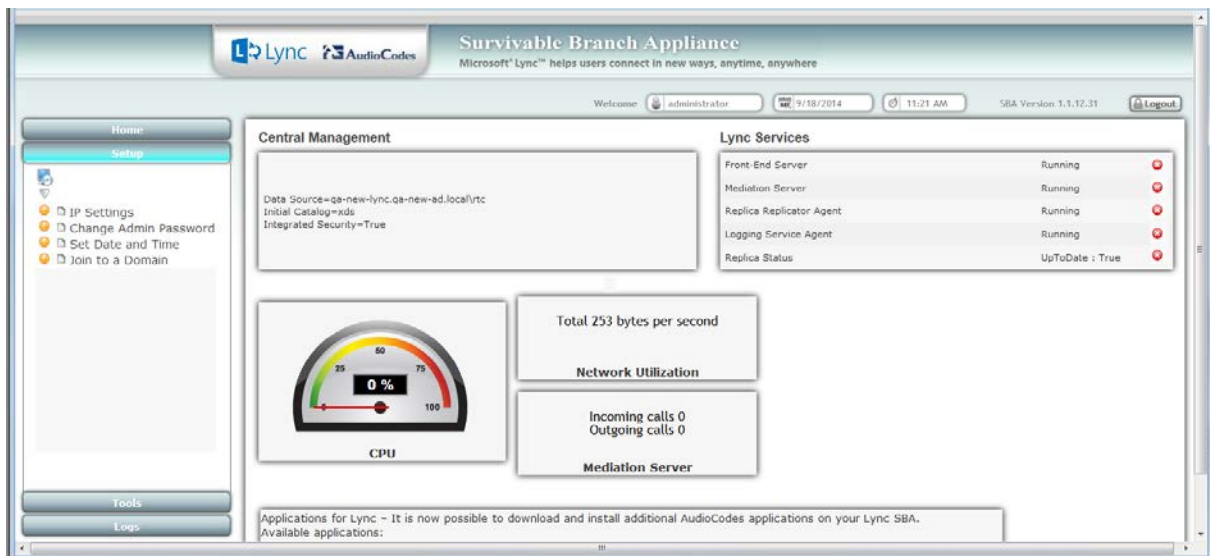 Lync AudioCodes
Survivable Branch Appliance
Microsoft® Lync™ helps users connect in new ways, anytime, anywhere
Welcome administrator 9/18/2014 11:21 AM SBA Version 1.1.12.31 Logout
Home
Setup
IP Settings
Change Admin Password
Set Date and Time
Join to a Domain
Tools
Logs
Central Management
Data Source=qa-new-lync.qa-new-ad.local\rtc
Initial Catalog=xds
Integrated Security=True
Lync Services
Front-End Server Running
Mediation Server Running
Replica Replicator Agent Running
Logging Service Agent Running
Replica Status UpToDate : True
0 25 50 75 100
0 %
CPU
Total 253 bytes per second
Network Utilization
Incoming calls 0
Outgoing calls 0
Mediation Server
Applications for Lync – It is now possible to download and install additional AudioCodes applications on your Lync SBA.
Available applications: